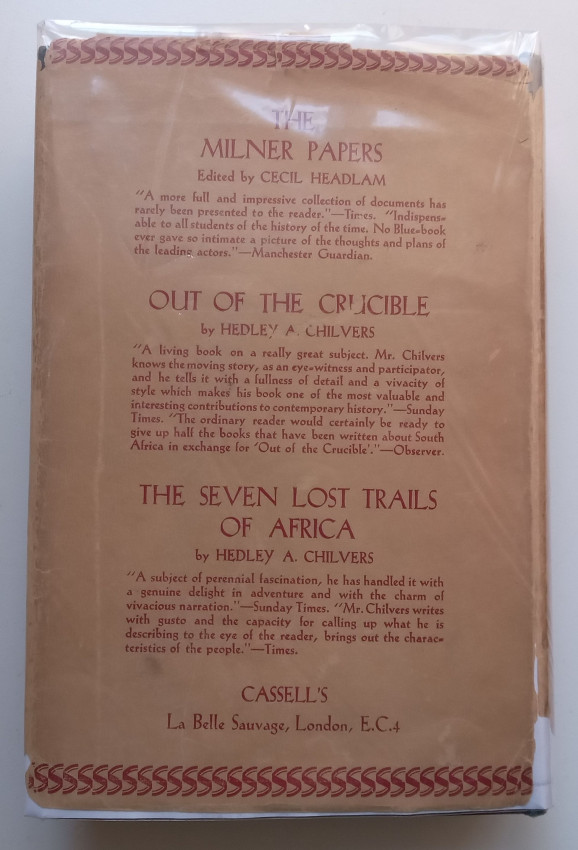 THE
MILNER PAPERS
Edited by CECIL HEADLAM
"A more full and impressive collection of documents has
rarely been presented to the reader."—Times. "Indispens-
able to all students of the history of the time. No Blue-book
ever gave so intimate a picture of the thoughts and plans of
the leading actors."—Manchester Guardian.
OUT OF THE CRUCIBLE
by HEDLEY A. CHILVERS
"A living book on a really great subject. Mr. Chilvers
knows the moving story, as an eye-witness and participator,
and he tells it with a fullness of detail and a vivacity of
style which makes his book one of the most valuable and
interesting contributions to contemporary history."—Sunday
Times. "The ordinary reader would certainly be ready to
give up half the books that have been written about South
Africa in exchange for 'Out of the Crucible'."—Observer.
THE SEVEN LOST TRAILS
OF AFRICA
by HEDLEY A. CHILVERS
"A subject of perennial fascination, he has handled it with
a genuine delight in adventure and with the charm of
vivacious narration."—Sunday Times. "Mr. Chilvers writes
with gusto and the capacity for calling up what he is
describing to the eye of the reader, brings out the charac-
teristics of the people."—Times.
CASSELL'S
La Belle Sauvage, London, E.C.4